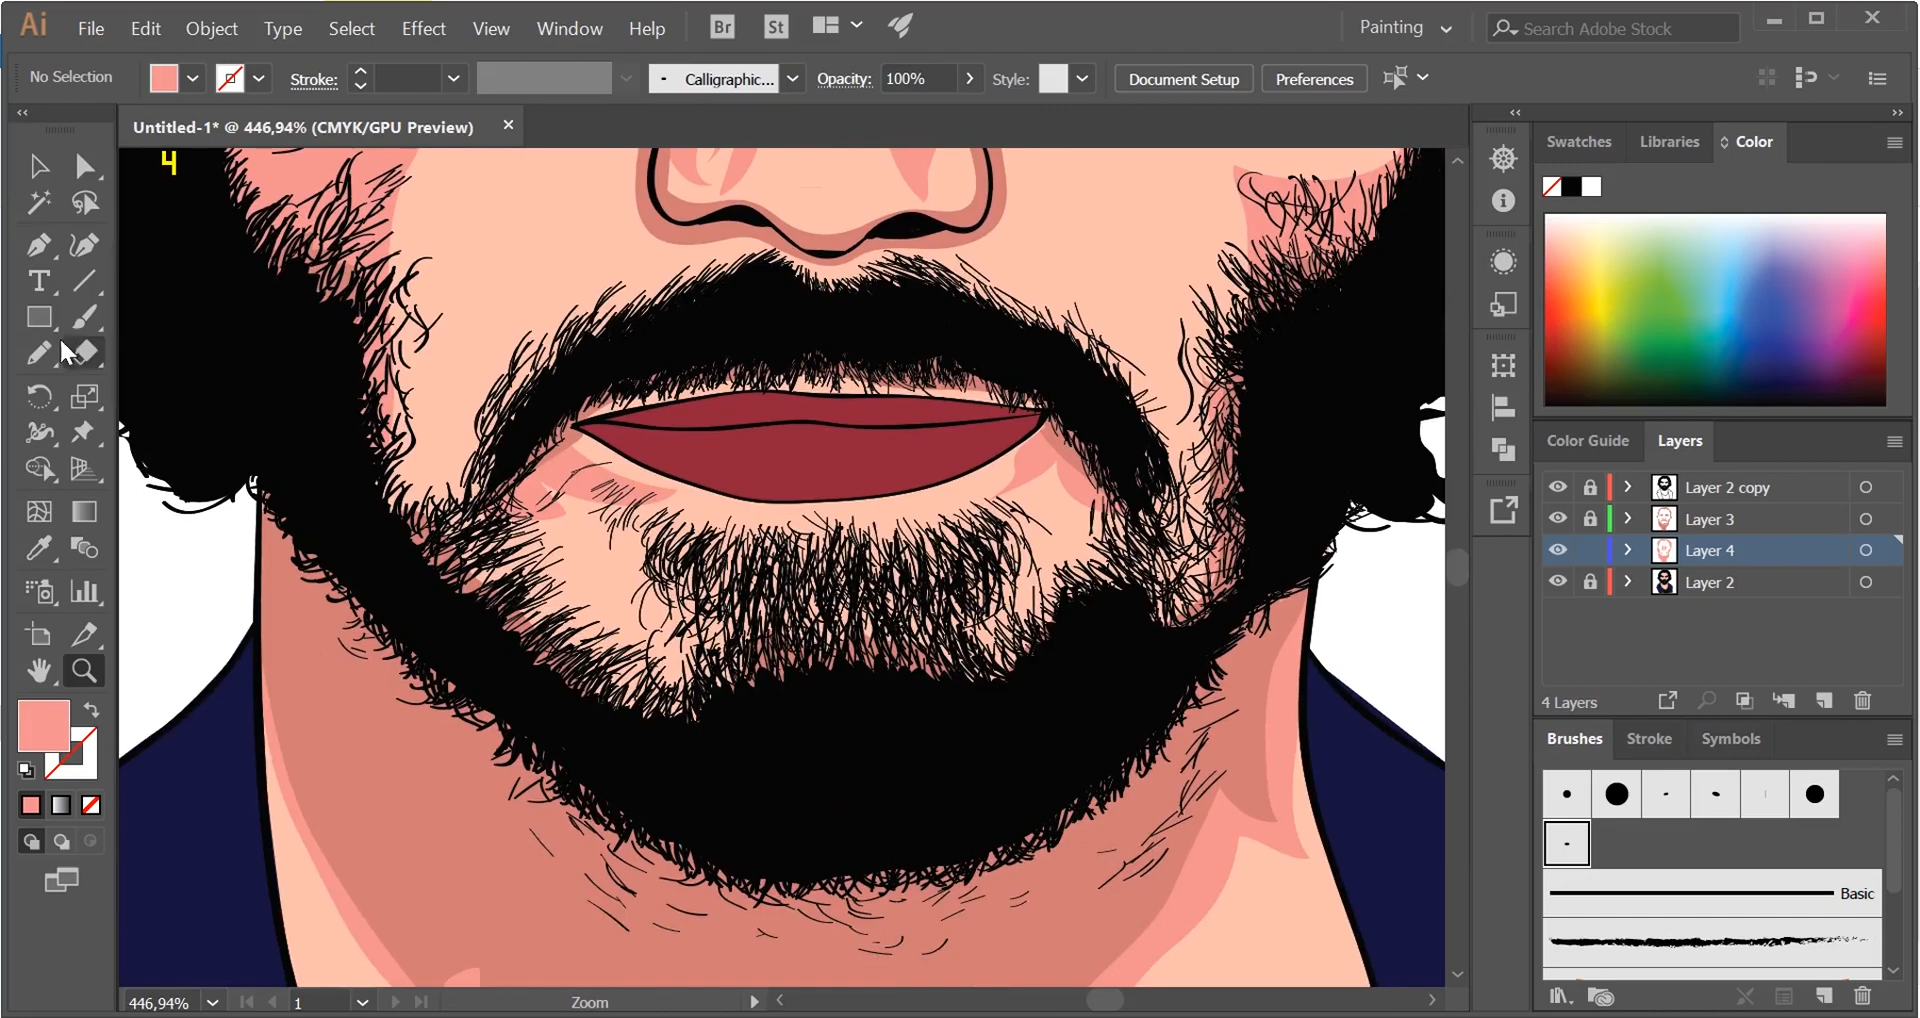 Ai File Edit Object Type Select Effect View Window Help Br St Painting Search Adobe Stock
No Selection Stroke: Calligraphic... Opacity: 100% Style: Document Setup Preferences
Untitled-1* @ 446,94% (CMYK/GPU Preview)
4
Swatches Libraries Color
T
Color Guide Layers
Layer 2 copy
Layer 3
Layer 4
Layer 2
4 Layers
Brushes Stroke Symbols
Basic
446,94% 1 Zoom